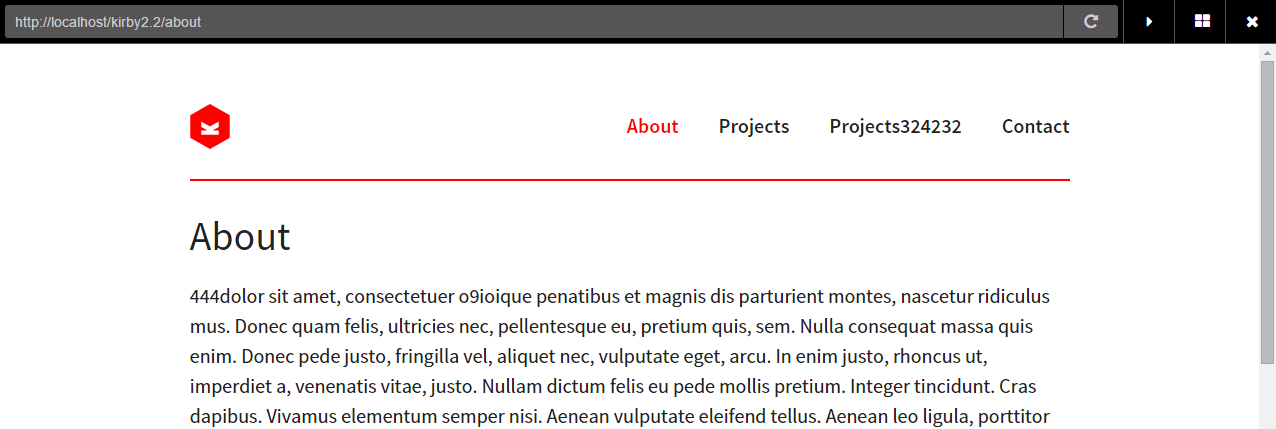 http://localhost/kirby2.2/about
About Projects Projects324232 Contact
About
444dolor sit amet, consectetuer o9ioique penatibus et magnis dis parturient montes, nascetur ridiculus
mus. Donec quam felis, ultricies nec, pellentesque eu, pretium quis, sem. Nulla consequat massa quis
enim. Donec pede justo, fringilla vel, aliquet nec, vulputate eget, arcu. In enim justo, rhoncus ut,
imperdiet a, venenatis vitae, justo. Nullam dictum felis eu pede mollis pretium. Integer tincidunt. Cras
dapibus. Vivamus elementum semper nisi. Aenean vulputate eleifend tellus. Aenean leo ligula, porttitor